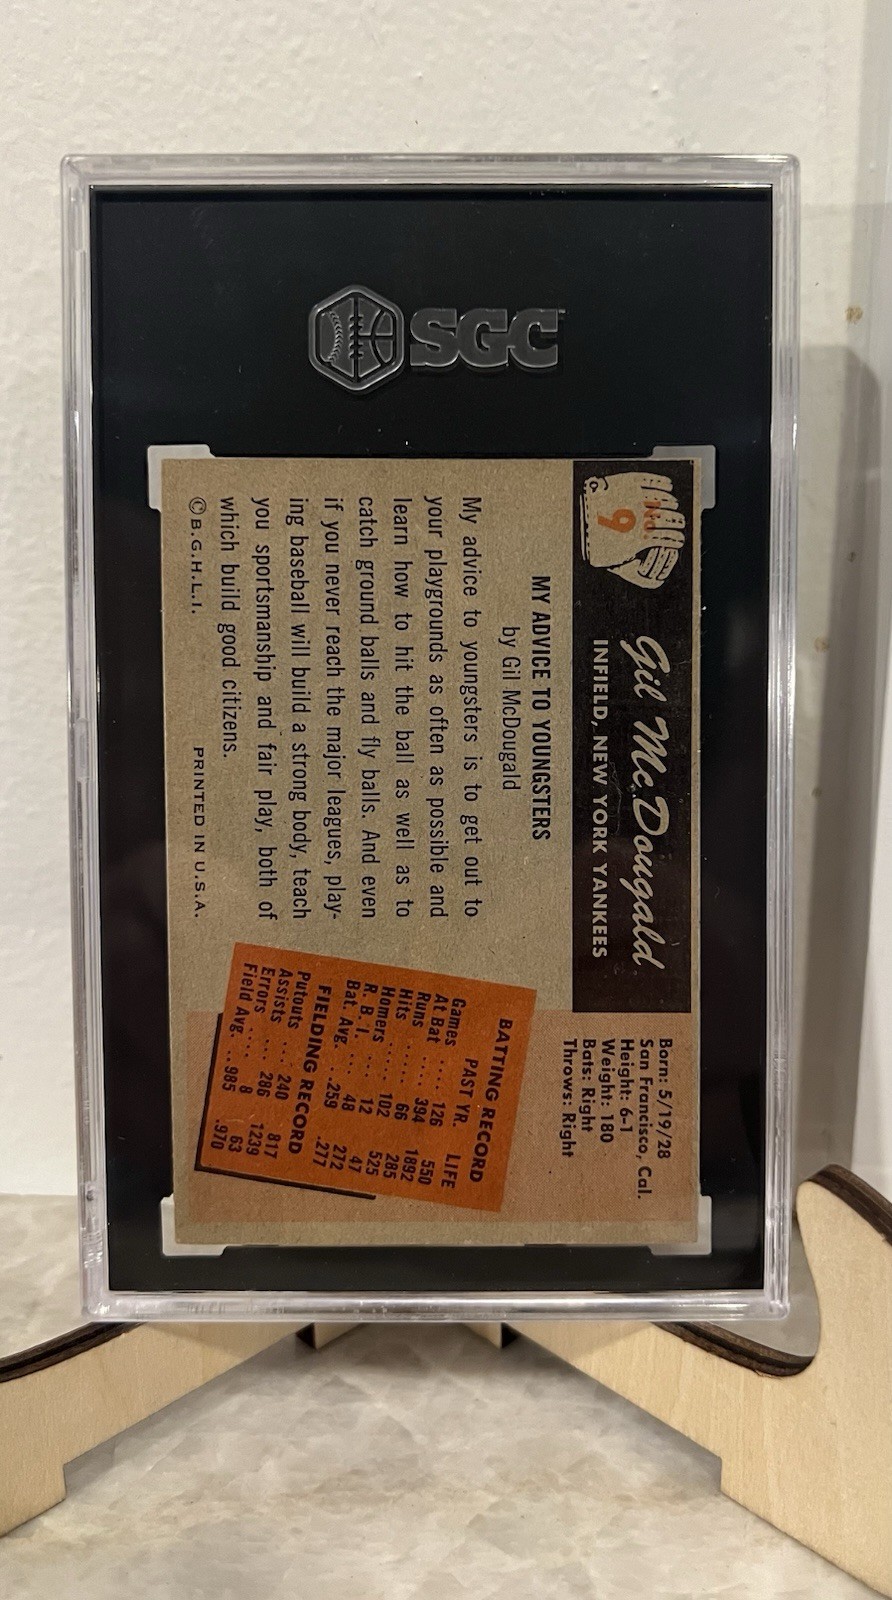 SGC
No.
9
Gil McDougald
INFIELD, NEW YORK YANKEES
Born: 5/19/28
San Francisco, Cal.
Height: 6-1
Weight: 180
Bats: Right
Throws: Right
MY ADVICE TO YOUNGSTERS
by Gil McDougald
My advice to youngsters is to get out to
your playgrounds as often as possible and
learn how to hit the ball as well as to
catch ground balls and fly balls. And even
if you never reach the major leagues, play-
ing baseball will build a strong body, teach
you sportsmanship and fair play, both of
which build good citizens.
©B.G.H.L.I. PRINTED IN U.S.A.
BATTING RECORD
PAST YR. LIFE
Games ..... 126 550
At Bat ..... 394 1892
Runs ..... 66 285
Hits ..... 102 525
Homers ..... 12 47
R. B. I. .... 48 272
Bat. Avg. ... .259 .277
FIELDING RECORD
Putouts ... 240 817
Assists ... 286 1239
Errors ... 8 63
Field Avg. .. .985 .970